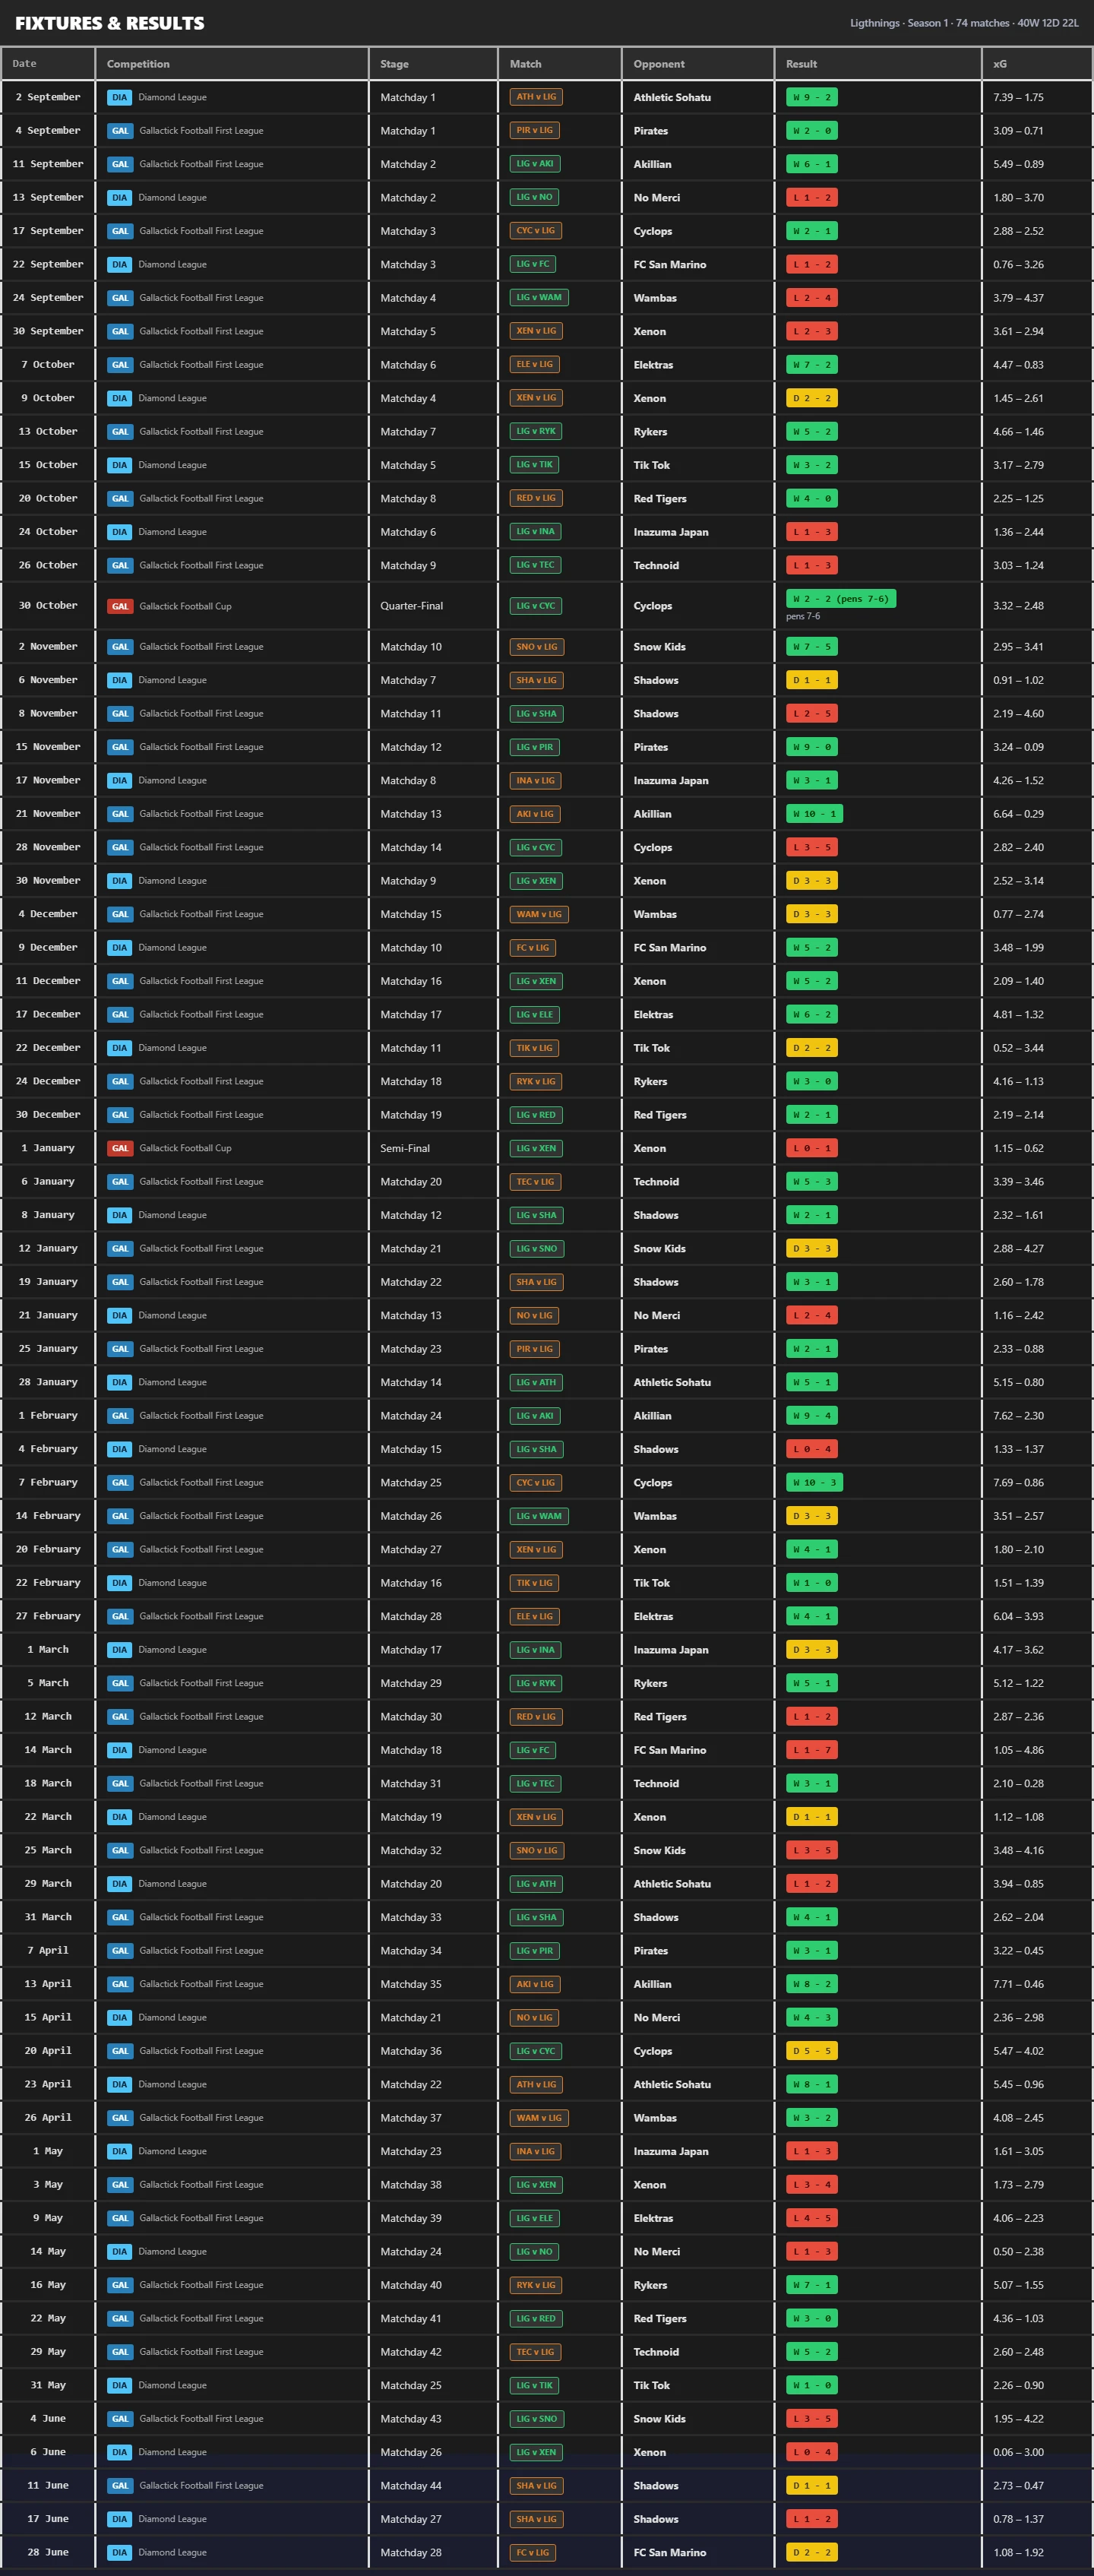 FIXTURES & RESULTS
Ligthnings · Season 1 · 74 matches · 40W 12D 22L
Date Competition Stage Match Opponent Result xG
2 September DIA Diamond League Matchday 1 ATH v LIG Athletic Sohatu W 9 - 2 7.39 – 1.75
4 September GAL Gallactick Football First League Matchday 1 PIR v LIG Pirates W 2 - 0 3.09 – 0.71
11 September GAL Gallactick Football First League Matchday 2 LIG v AKI Akillian W 6 - 1 5.49 – 0.89
13 September DIA Diamond League Matchday 2 LIG v NO No Merci L 1 - 2 1.80 – 3.70
17 September GAL Gallactick Football First League Matchday 3 CYC v LIG Cyclops W 2 - 1 2.88 – 2.52
22 September DIA Diamond League Matchday 3 LIG v FC FC San Marino L 1 - 2 0.76 – 3.26
24 September GAL Gallactick Football First League Matchday 4 LIG v WAM Wambas L 2 - 4 3.79 – 4.37
30 September GAL Gallactick Football First League Matchday 5 XEN v LIG Xenon L 2 - 3 3.61 – 2.94
7 October GAL Gallactick Football First League Matchday 6 ELE v LIG Elektras W 7 - 2 4.47 – 0.83
9 October DIA Diamond League Matchday 4 XEN v LIG Xenon D 2 - 2 1.45 – 2.61
13 October GAL Gallactick Football First League Matchday 7 LIG v RYK Rykers W 5 - 2 4.66 – 1.46
15 October DIA Diamond League Matchday 5 LIG v TIK Tik Tok W 3 - 2 3.17 – 2.79
20 October GAL Gallactick Football First League Matchday 8 RED v LIG Red Tigers W 4 - 0 2.25 – 1.25
24 October DIA Diamond League Matchday 6 LIG v INA Inazuma Japan L 1 - 3 1.36 – 2.44
26 October GAL Gallactick Football First League Matchday 9 LIG v TEC Technoid L 1 - 3 3.03 – 1.24
30 October GAL Gallactick Football Cup Quarter-Final LIG v CYC Cyclops W 2 - 2 (pens 7-6) 3.32 – 2.48
pens 7-6
2 November GAL Gallactick Football First League Matchday 10 SNO v LIG Snow Kids W 7 - 5 2.95 – 3.41
6 November DIA Diamond League Matchday 7 SHA v LIG Shadows D 1 - 1 0.91 – 1.02
8 November GAL Gallactick Football First League Matchday 11 LIG v SHA Shadows L 2 - 5 2.19 – 4.60
15 November GAL Gallactick Football First League Matchday 12 LIG v PIR Pirates W 9 - 0 3.24 – 0.09
17 November DIA Diamond League Matchday 8 INA v LIG Inazuma Japan W 3 - 1 4.26 – 1.52
21 November GAL Gallactick Football First League Matchday 13 AKI v LIG Akillian W 10 - 1 6.64 – 0.29
28 November GAL Gallactick Football First League Matchday 14 LIG v CYC Cyclops L 3 - 5 2.82 – 2.40
30 November DIA Diamond League Matchday 9 LIG v XEN Xenon D 3 - 3 2.52 – 3.14
4 December GAL Gallactick Football First League Matchday 15 WAM v LIG Wambas D 3 - 3 0.77 – 2.74
9 December DIA Diamond League Matchday 10 FC v LIG FC San Marino W 5 - 2 3.48 – 1.99
11 December GAL Gallactick Football First League Matchday 16 LIG v XEN Xenon W 5 - 2 2.09 – 1.40
17 December GAL Gallactick Football First League Matchday 17 LIG v ELE Elektras W 6 - 2 4.81 – 1.32
22 December DIA Diamond League Matchday 11 TIK v LIG Tik Tok D 2 - 2 0.52 – 3.44
24 December GAL Gallactick Football First League Matchday 18 RYK v LIG Rykers W 3 - 0 4.16 – 1.13
30 December GAL Gallactick Football First League Matchday 19 LIG v RED Red Tigers W 2 - 1 2.19 – 2.14
1 January GAL Gallactick Football Cup Semi-Final LIG v XEN Xenon L 0 - 1 1.15 – 0.62
6 January GAL Gallactick Football First League Matchday 20 TEC v LIG Technoid W 5 - 3 3.39 – 3.46
8 January DIA Diamond League Matchday 12 LIG v SHA Shadows W 2 - 1 2.32 – 1.61
12 January GAL Gallactick Football First League Matchday 21 LIG v SNO Snow Kids D 3 - 3 2.88 – 4.27
19 January GAL Gallactick Football First League Matchday 22 SHA v LIG Shadows W 3 - 1 2.60 – 1.78
21 January DIA Diamond League Matchday 13 NO v LIG No Merci L 2 - 4 1.16 – 2.42
25 January GAL Gallactick Football First League Matchday 23 PIR v LIG Pirates W 2 - 1 2.33 – 0.88
28 January DIA Diamond League Matchday 14 LIG v ATH Athletic Sohatu W 5 - 1 5.15 – 0.80
1 February GAL Gallactick Football First League Matchday 24 LIG v AKI Akillian W 9 - 4 7.62 – 2.30
4 February DIA Diamond League Matchday 15 LIG v SHA Shadows L 0 - 4 1.33 – 1.37
7 February GAL Gallactick Football First League Matchday 25 CYC v LIG Cyclops W 10 - 3 7.69 – 0.86
14 February GAL Gallactick Football First League Matchday 26 LIG v WAM Wambas D 3 - 3 3.51 – 2.57
20 February GAL Gallactick Football First League Matchday 27 XEN v LIG Xenon W 4 - 1 1.80 – 2.10
22 February DIA Diamond League Matchday 16 TIK v LIG Tik Tok W 1 - 0 1.51 – 1.39
27 February GAL Gallactick Football First League Matchday 28 ELE v LIG Elektras W 4 - 1 6.04 – 3.93
1 March DIA Diamond League Matchday 17 LIG v INA Inazuma Japan D 3 - 3 4.17 – 3.62
5 March GAL Gallactick Football First League Matchday 29 LIG v RYK Rykers W 5 - 1 5.12 – 1.22
12 March GAL Gallactick Football First League Matchday 30 RED v LIG Red Tigers L 1 - 2 2.87 – 2.36
14 March DIA Diamond League Matchday 18 LIG v FC FC San Marino L 1 - 7 1.05 – 4.86
18 March GAL Gallactick Football First League Matchday 31 LIG v TEC Technoid W 3 - 1 2.10 – 0.28
22 March DIA Diamond League Matchday 19 XEN v LIG Xenon D 1 - 1 1.12 – 1.08
25 March GAL Gallactick Football First League Matchday 32 SNO v LIG Snow Kids L 3 - 5 3.48 – 4.16
29 March DIA Diamond League Matchday 20 LIG v ATH Athletic Sohatu L 1 - 2 3.94 – 0.85
31 March GAL Gallactick Football First League Matchday 33 LIG v SHA Shadows W 4 - 1 2.62 – 2.04
7 April GAL Gallactick Football First League Matchday 34 LIG v PIR Pirates W 3 - 1 3.22 – 0.45
13 April GAL Gallactick Football First League Matchday 35 AKI v LIG Akillian W 8 - 2 7.71 – 0.46
15 April DIA Diamond League Matchday 21 NO v LIG No Merci W 4 - 3 2.36 – 2.98
20 April GAL Gallactick Football First League Matchday 36 LIG v CYC Cyclops D 5 - 5 5.47 – 4.02
23 April DIA Diamond League Matchday 22 ATH v LIG Athletic Sohatu W 8 - 1 5.45 – 0.96
26 April GAL Gallactick Football First League Matchday 37 WAM v LIG Wambas W 3 - 2 4.08 – 2.45
1 May DIA Diamond League Matchday 23 INA v LIG Inazuma Japan L 1 - 3 1.61 – 3.05
3 May GAL Gallactick Football First League Matchday 38 LIG v XEN Xenon L 3 - 4 1.73 – 2.79
9 May GAL Gallactick Football First League Matchday 39 LIG v ELE Elektras L 4 - 5 4.06 – 2.23
14 May DIA Diamond League Matchday 24 LIG v NO No Merci L 1 - 3 0.50 – 2.38
16 May GAL Gallactick Football First League Matchday 40 RYK v LIG Rykers W 7 - 1 5.07 – 1.55
22 May GAL Gallactick Football First League Matchday 41 LIG v RED Red Tigers W 3 - 0 4.36 – 1.03
29 May GAL Gallactick Football First League Matchday 42 TEC v LIG Technoid W 5 - 2 2.60 – 2.48
31 May DIA Diamond League Matchday 25 LIG v TIK Tik Tok W 1 - 0 2.26 – 0.90
4 June GAL Gallactick Football First League Matchday 43 LIG v SNO Snow Kids L 3 - 5 1.95 – 4.22
6 June DIA Diamond League Matchday 26 LIG v XEN Xenon L 0 - 4 0.06 – 3.00
11 June GAL Gallactick Football First League Matchday 44 SHA v LIG Shadows D 1 - 1 2.73 – 0.47
17 June DIA Diamond League Matchday 27 SHA v LIG Shadows L 1 - 2 0.78 – 1.37
28 June DIA Diamond League Matchday 28 FC v LIG FC San Marino D 2 - 2 1.08 – 1.92